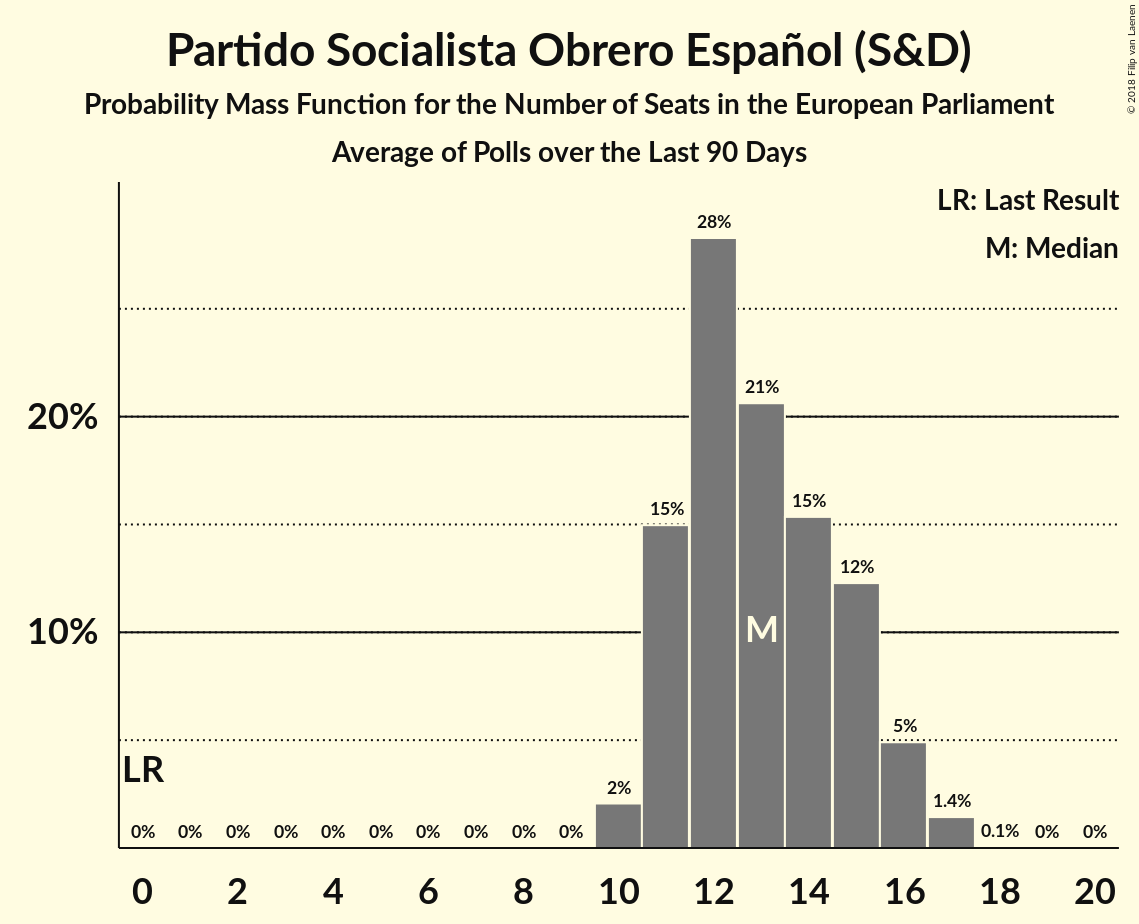 Partido Socialista Obrero Español (S&D)
Probability Mass Function for the Number of Seats in the European Parliament
Average of Polls over the Last 90 Days
© 2018 Filip van Laenen
LR: Last Result
M: Median
28%
21%
20%
15% 15%
12%
10%
M
5%
LR
2% 1.4%
0% 0% 0% 0% 0% 0% 0% 0% 0% 0% 0.1% 0% 0%
0 2 4 6 8 10 12 14 16 18 20